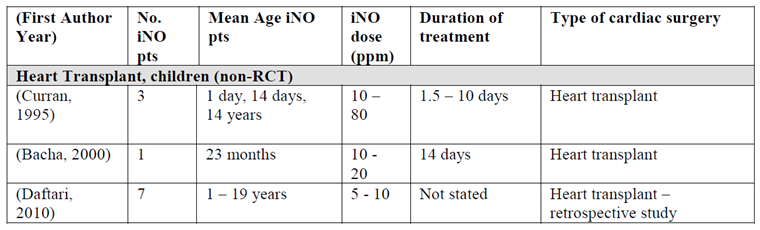 (First Author Year) No. iNO pts Mean Age iNO pts iNO dose (ppm) Duration of treatment Type of cardiac surgery
Heart Transplant, children (non-RCT)
(Curran, 1995) 3 1 day, 14 days, 14 years 10 – 80 1.5 – 10 days Heart transplant
(Bacha, 2000) 1 23 months 10 - 20 14 days Heart transplant
(Daftari, 2010) 7 1 – 19 years 5 - 10 Not stated Heart transplant – retrospective study